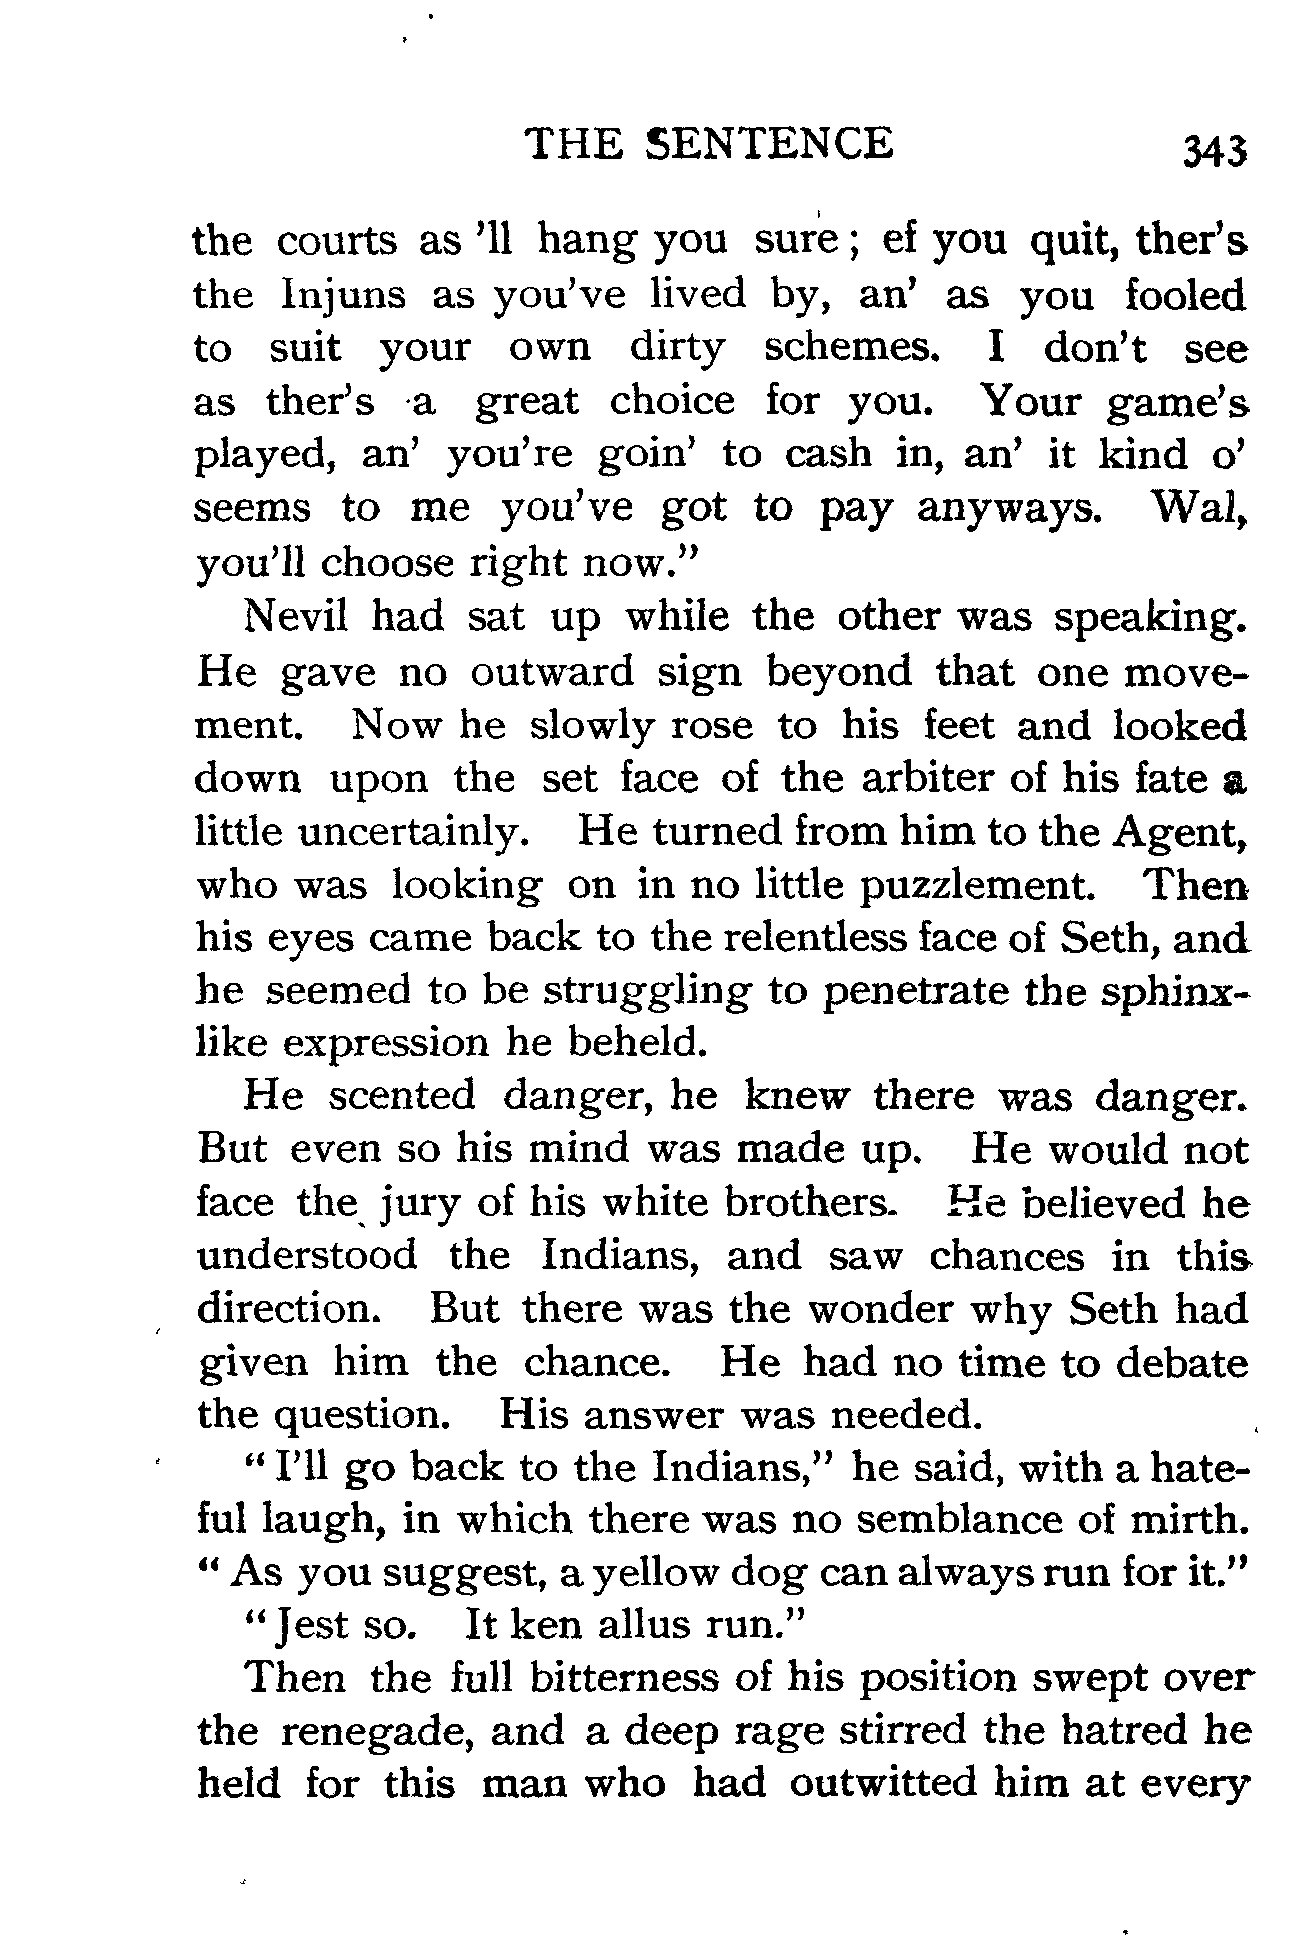 THE SENTENCE 343
the courts as 'll hang you sure; ef you quit, ther's
the Injuns as you've lived by, an' as you fooled
to suit your own dirty schemes. I don't see
as ther's a great choice for you. Your game's
played, an' you're goin' to cash in, an' it kind o'
seems to me you've got to pay anyways. Wal,
you'll choose right now."
Nevil had sat up while the other was speaking.
He gave no outward sign beyond that one move-
ment. Now he slowly rose to his feet and looked
down upon the set face of the arbiter of his fate a
little uncertainly. He turned from him to the Agent,
who was looking on in no little puzzlement. Then
his eyes came back to the relentless face of Seth, and
he seemed to be struggling to penetrate the sphinx-
like expression he beheld.
He scented danger, he knew there was danger.
But even so his mind was made up. He would not
face the jury of his white brothers. He believed he
understood the Indians, and saw chances in this
direction. But there was the wonder why Seth had
given him the chance. He had no time to debate
the question. His answer was needed.
"I'll go back to the Indians," he said, with a hate-
ful laugh, in which there was no semblance of mirth.
"As you suggest, a yellow dog can always run for it."
"Jest so. It ken allus run."
Then the full bitterness of his position swept over
the renegade, and a deep rage stirred the hatred he
held for this man who had outwitted him at every